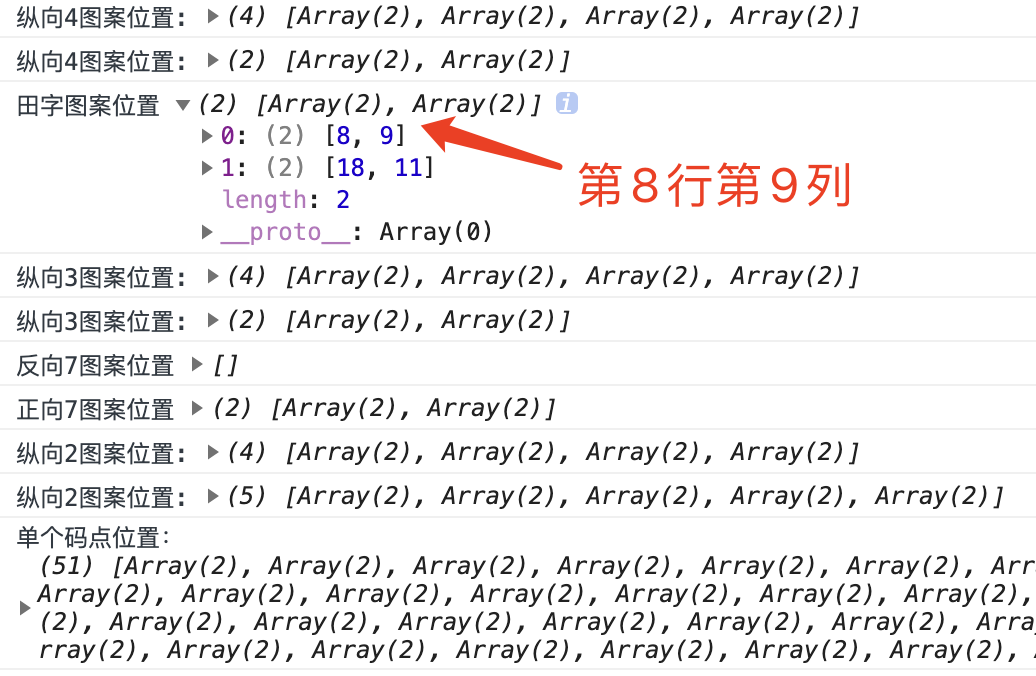 纵向4图案位置: (4) [Array(2), Array(2), Array(2), Array(2)]
纵向4图案位置: (2) [Array(2), Array(2)]
田字图案位置 (2) [Array(2), Array(2)] i
0: (2) [8, 9]
1: (2) [18, 11]
第8行第9列
length: 2
__proto__: Array(0)
纵向3图案位置: (4) [Array(2), Array(2), Array(2), Array(2)]
纵向3图案位置: (2) [Array(2), Array(2)]
反向7图案位置 []
正向7图案位置 (2) [Array(2), Array(2)]
纵向2图案位置: (4) [Array(2), Array(2), Array(2), Array(2)]
纵向2图案位置: (5) [Array(2), Array(2), Array(2), Array(2), Array(2)]
单个码点位置:
(51) [Array(2), Array(2), Array(2), Array(2), Array(2), Array(2), Arr
Array(2), Array(2), Array(2), Array(2), Array(2), Array(2), Array(2),
(2), Array(2), Array(2), Array(2), Array(2), Array(2), Array(2), Arra
rray(2), Array(2), Array(2), Array(2), Array(2), Array(2), Array(2),